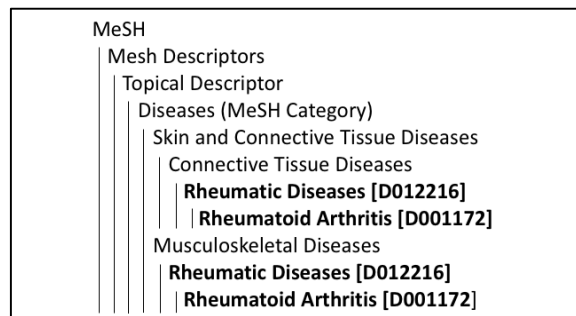 MeSH
Mesh Descriptors
Topical Descriptor
Diseases (MeSH Category)
Skin and Connective Tissue Diseases
Connective Tissue Diseases
Rheumatic Diseases [D012216]
Rheumatoid Arthritis [D001172]
Musculoskeletal Diseases
Rheumatic Diseases [D012216]
Rheumatoid Arthritis [D001172]